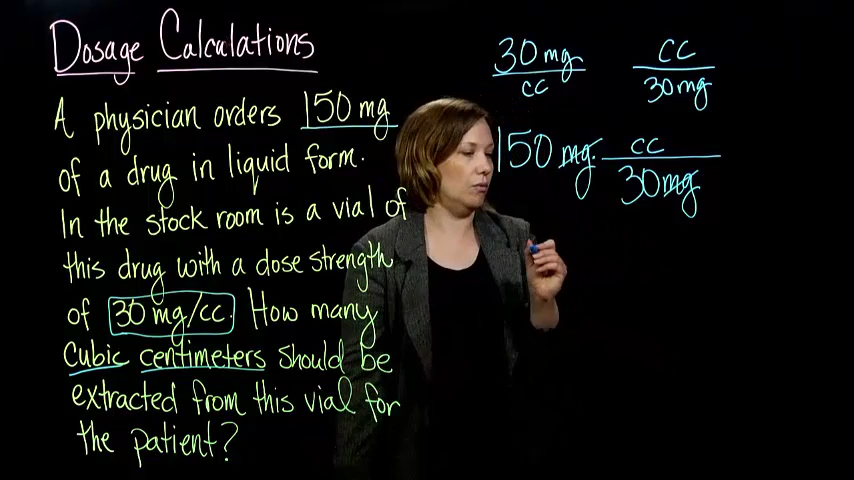 Dosage Calculations
A physician orders 150 mg
of a drug in liquid form.
In the stock room is a vial of
this drug with a dose strength
of 30 mg/cc. How many
Cubic centimeters should be
extracted from this vial for
the patient?
30 mg
cc
cc
30 mg
150 mg · cc
30 mg